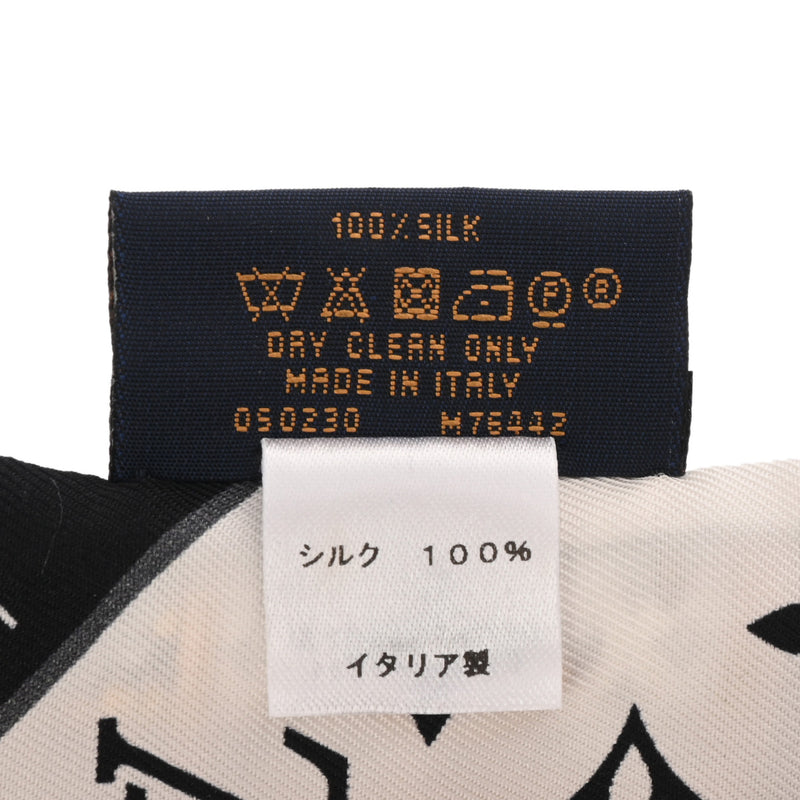 100% SILK
F R
DRY CLEAN ONLY
MADE IN ITALY
050230 M76442
シルク 100%
イタリア製